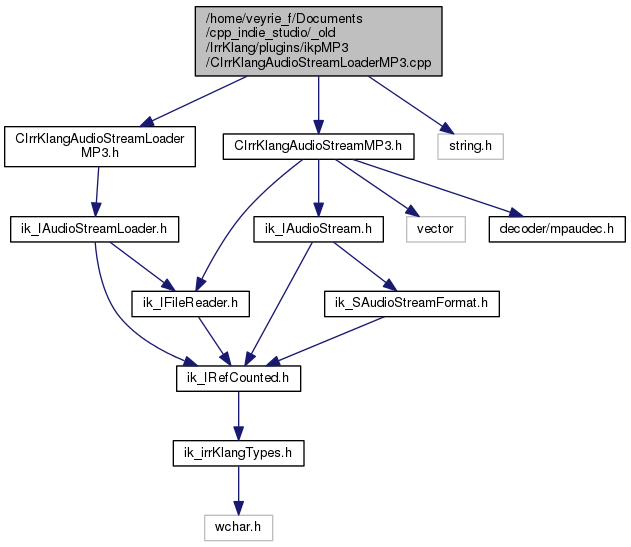 /home/veyrie_f/Documents
/cpp_indie_studio/_old
/IrrKlang/plugins/ikpMP3
/CIrrKlangAudioStreamLoaderMP3.cpp
CIrrKlangAudioStreamLoader
MP3.h
CIrrKlangAudioStreamMP3.h
string.h
ik_IAudioStreamLoader.h
ik_IAudioStream.h
vector
decoder/mpaudec.h
ik_IFileReader.h
ik_SAudioStreamFormat.h
ik_IRefCounted.h
ik_irrKlangTypes.h
wchar.h